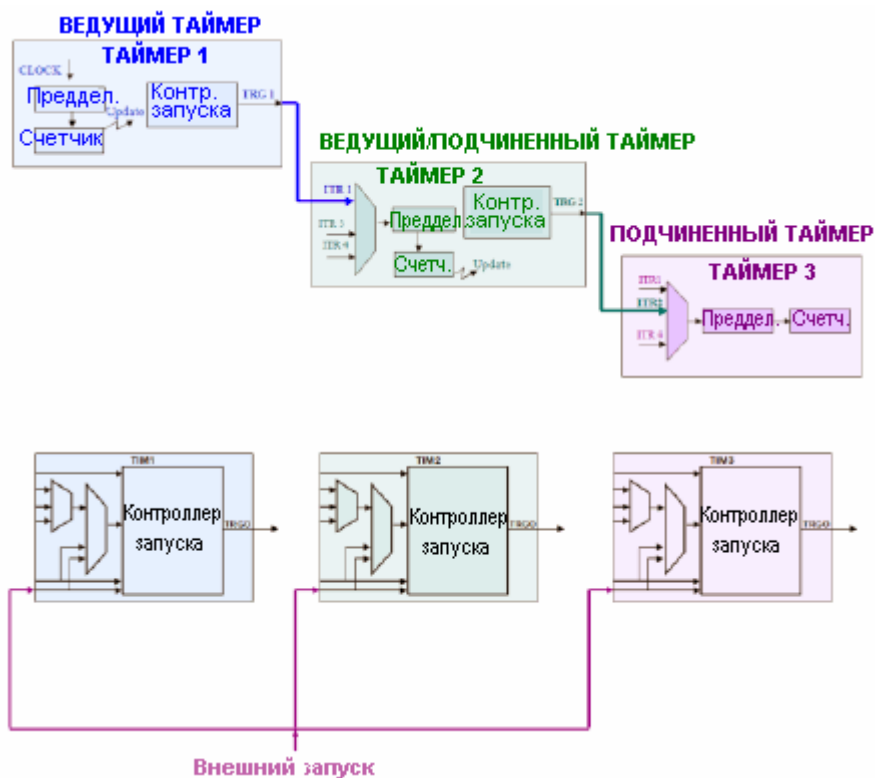 ВЕДУЩИЙ ТАЙМЕР
ТАЙМЕР 1
CLOCK
Преддел.
Update
Счетчик
Контр.
запуска
TRG 1
ВЕДУЩИЙ/ПОДЧИНЕННЫЙ ТАЙМЕР
ТАЙМЕР 2
ITR 1
ITR 3
ITR 4
Преддел.
Счетч.
Update
Контр.
запуска
TRG 2
ПОДЧИНЕННЫЙ ТАЙМЕР
ТАЙМЕР 3
ITR1
ITR2
ITR 4
Преддел.
Счетч.
TIM1
Контроллер
запуска
TRGO
TIM2
Контроллер
запуска
TRGO
TIM3
Контроллер
запуска
TRGO
Внешний запуск